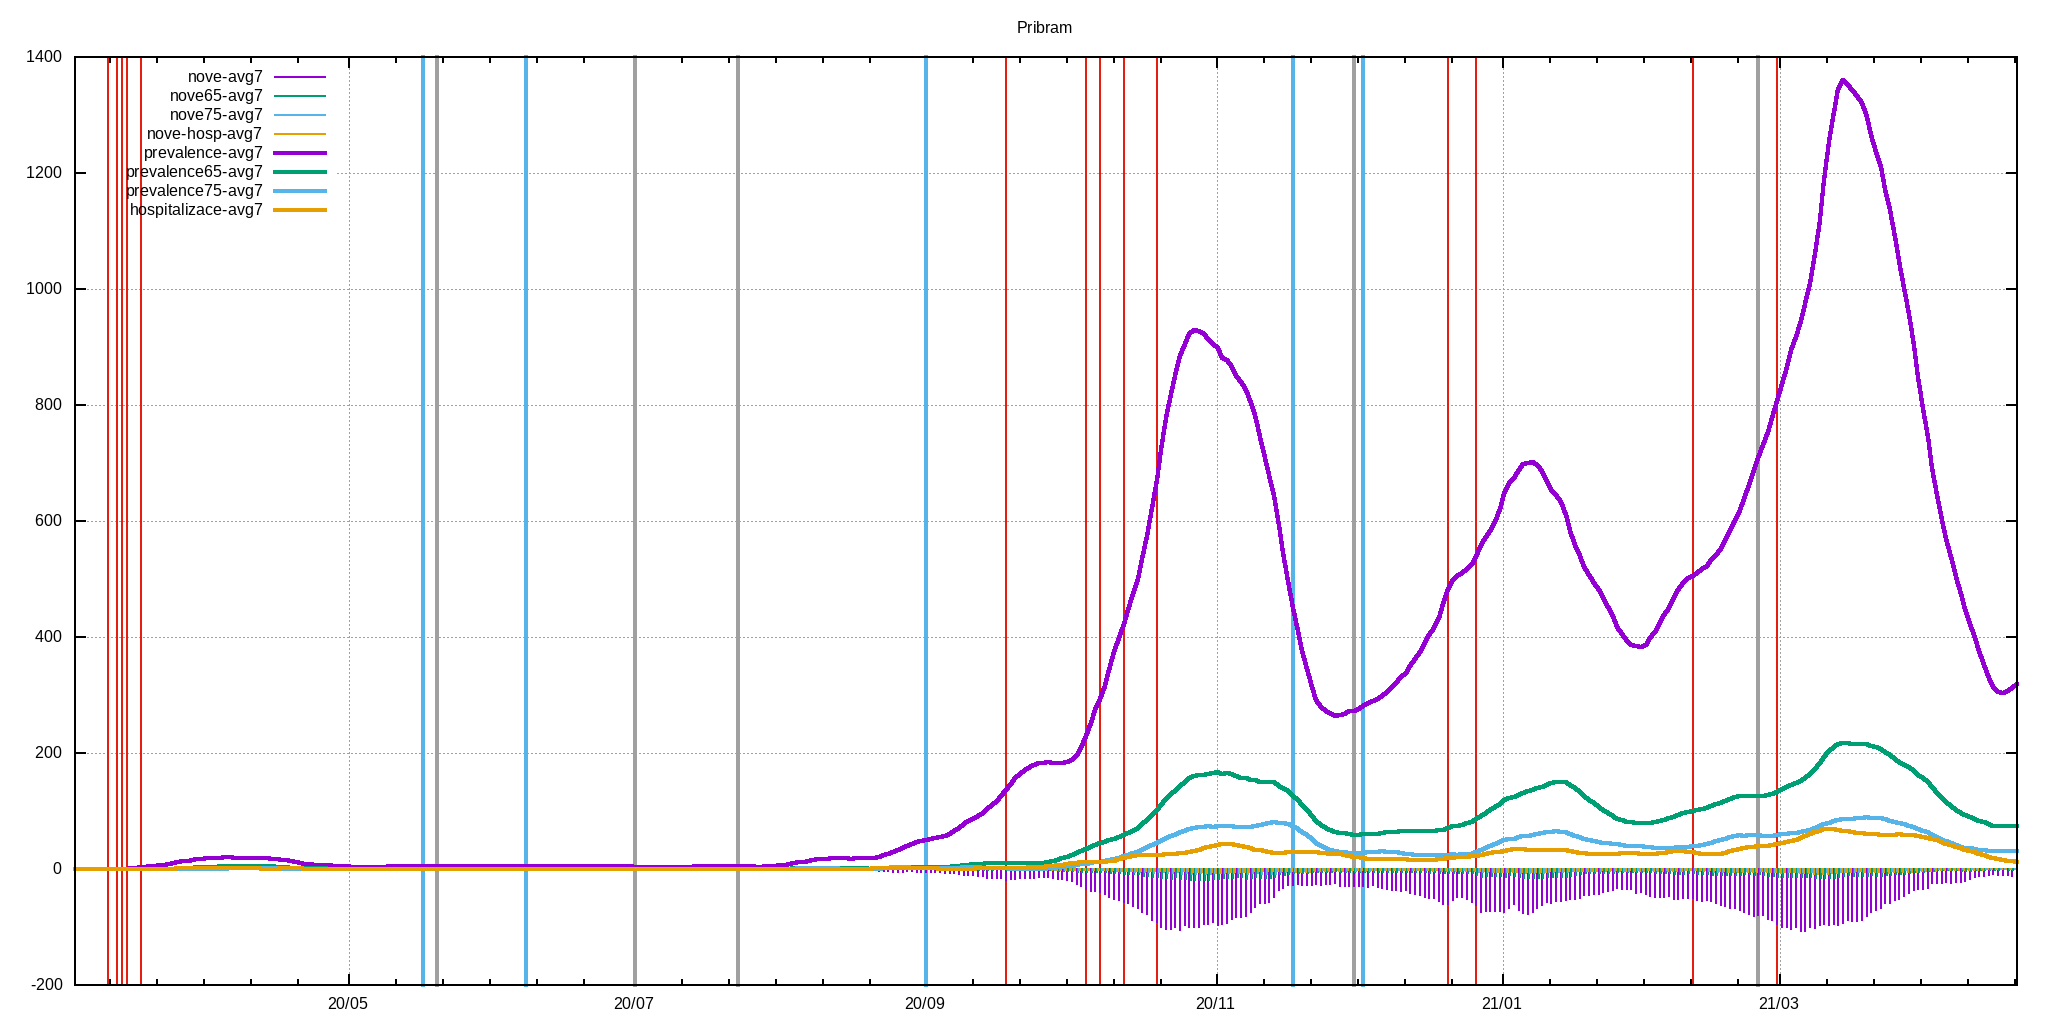 Pribram
1400
1200
1000
800
600
400
200
0
-200
nove-avg7
nove65-avg7
nove75-avg7
nove-hosp-avg7
prevalence-avg7
prevalence65-avg7
prevalence75-avg7
hospitalizace-avg7
20/05 20/07 20/09 20/11 21/01 21/03